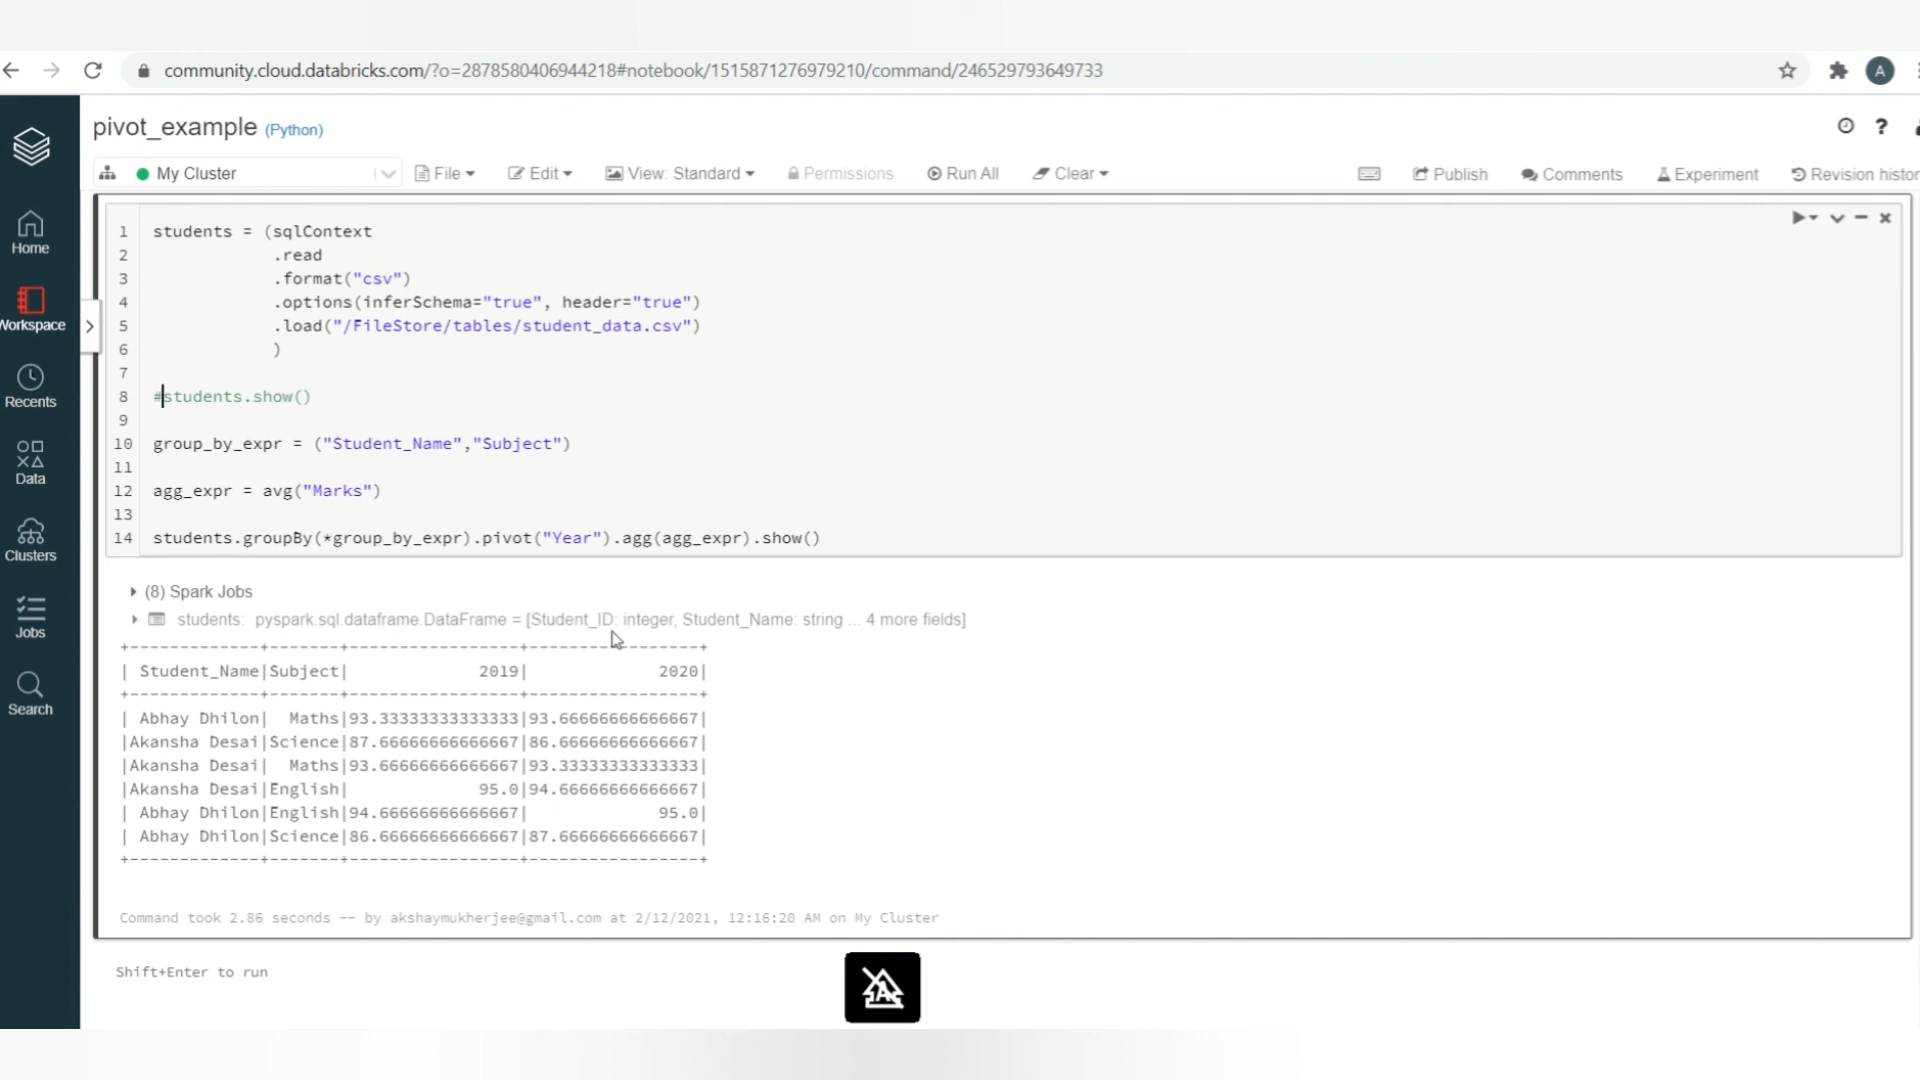 community.cloud.databricks.com/?o=2878580406944218#notebook/1515871276979210/command/246529793649733
A
pivot_example (Python)
My Cluster File Edit View: Standard Permissions Run All Clear Publish Comments Experiment Revision histor
Home
Workspace
Recents
Data
Clusters
Jobs
Search
1 students = (sqlContext
2 .read
3 .format("csv")
4 .options(inferSchema="true", header="true")
5 .load("/FileStore/tables/student_data.csv")
6 )
7
8 #students.show()
9
10 group_by_expr = ("Student_Name","Subject")
11
12 agg_expr = avg("Marks")
13
14 students.groupBy(*group_by_expr).pivot("Year").agg(agg_expr).show()
(8) Spark Jobs
students: pyspark.sql.dataframe.DataFrame = [Student_ID: integer, Student_Name: string ... 4 more fields]
+-------------+-------+-----------------+-----------------+
| Student_Name|Subject|             2019|             2020|
+-------------+-------+-----------------+-----------------+
| Abhay Dhilon|  Maths|93.33333333333333|93.66666666666667|
|Akansha Desai|Science|87.66666666666667|86.66666666666667|
|Akansha Desai|  Maths|93.66666666666667|93.33333333333333|
|Akansha Desai|English|             95.0|94.66666666666667|
| Abhay Dhilon|English|94.66666666666667|             95.0|
| Abhay Dhilon|Science|86.66666666666667|87.66666666666667|
+-------------+-------+-----------------+-----------------+
Command took 2.86 seconds -- by akshaymukherjee@gmail.com at 2/12/2021, 12:16:20 AM on My Cluster
Shift+Enter to run